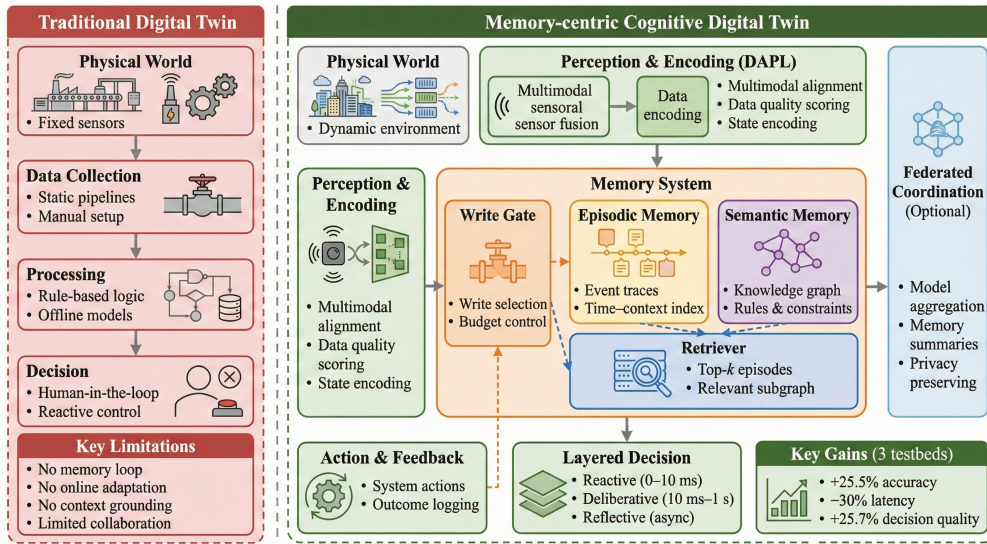 Traditional Digital Twin
Physical World
• Fixed sensors
Data Collection
• Static pipelines
• Manual setup
Processing
• Rule-based logic
• Offline models
Decision
• Human-in-the-loop
• Reactive control
Key Limitations
• No memory loop
• No online adaptation
• No context grounding
• Limited collaboration
Memory-centric Cognitive Digital Twin
Physical World
• Dynamic environment
Perception & Encoding (DAPL)
Multimodal
sensoral
sensor fusion
Data
encoding
• Multimodal alignment
• Data quality scoring
• State encoding
Perception &
Encoding
• Multimodal
alignment
• Data quality
scoring
• State encoding
Memory System
Write Gate
• Write selection
• Budget control
Episodic Memory
• Event traces
• Time–context index
Semantic Memory
• Knowledge graph
• Rules & constraints
Retriever
• Top-k episodes
• Relevant subgraph
Federated
Coordination
(Optional)
• Model
aggregation
• Memory
summaries
• Privacy
preserving
Action & Feedback
• System actions
• Outcome logging
Layered Decision
• Reactive (0–10 ms)
• Deliberative (10 ms–1 s)
• Reflective (async)
Key Gains (3 testbeds)
• +25.5% accuracy
• −30% latency
• +25.7% decision quality